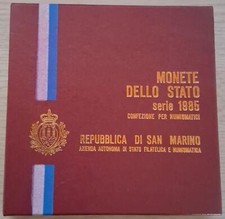 MONETE
DELLO STATO
serie 1985
CONFEZIONE PER NUMISMATICI
REPUBBLICA DI SAN MARINO
AZIENDA AUTONOMA DI STATO FILATELICA E NUMISMATICA